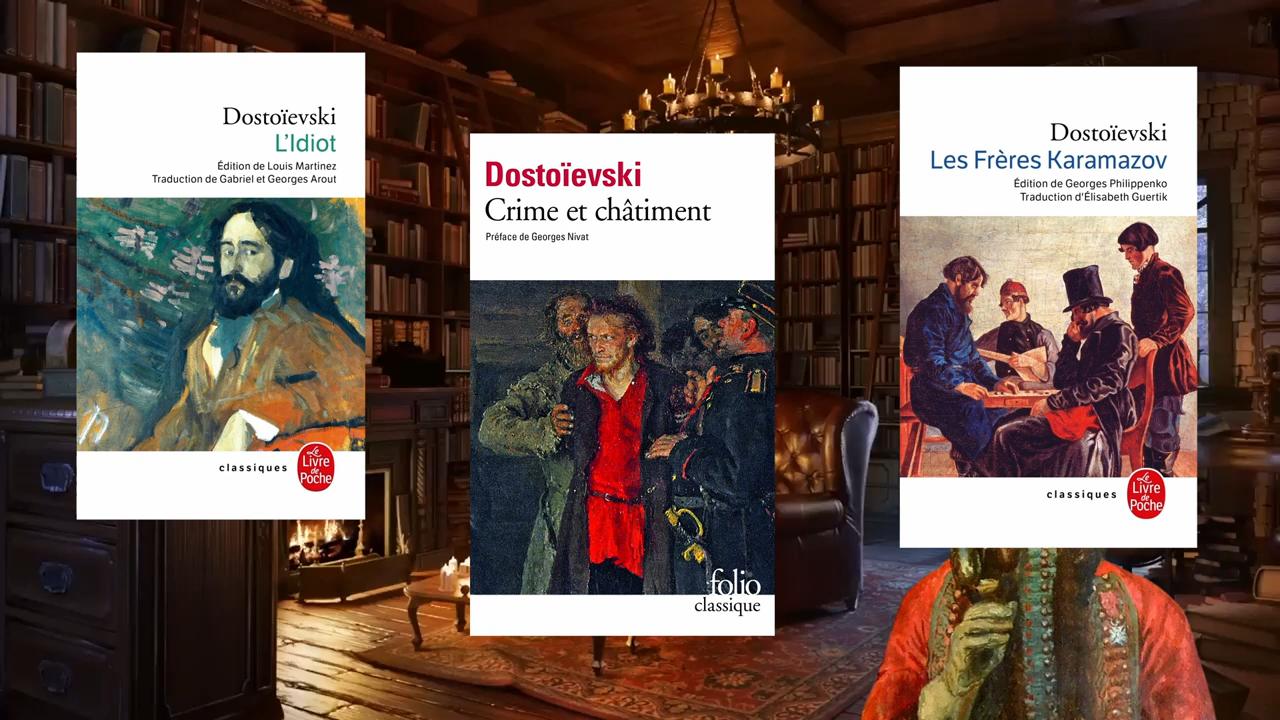 Dostoïevski
L'Idiot
Édition de Louis Martinez
Traduction de Gabriel et Georges Arout
classiques
Le
Livre
de
Poche
Dostoïevski
Crime et châtiment
Préface de Georges Nivat
folio
classique
Dostoïevski
Les Frères Karamazov
Édition de Georges Philippenko
Traduction d'Élisabeth Guertik
classiques
Le
Livre
de
Poche